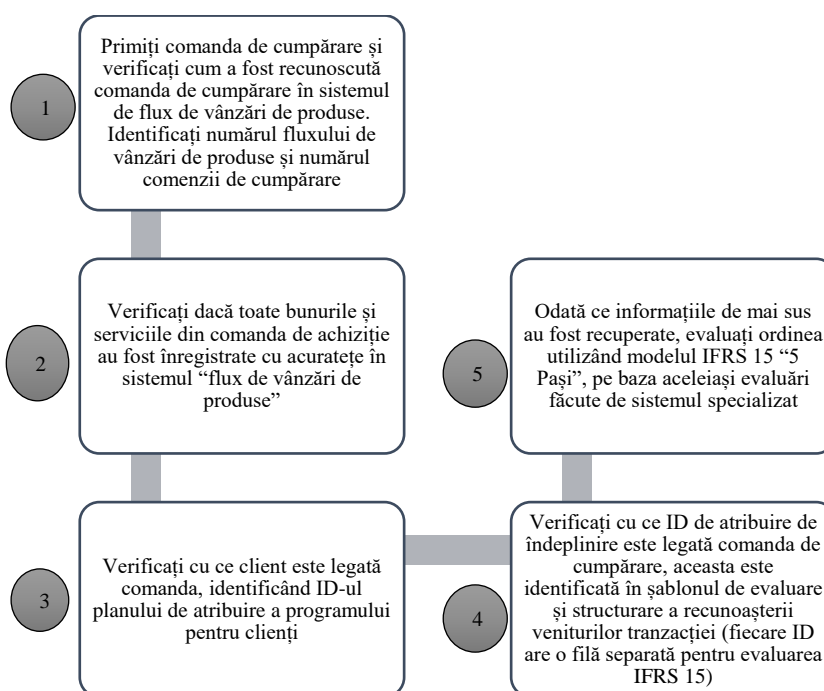 1
Primiți comanda de cumpărare și
verificați cum a fost recunoscută
comanda de cumpărare în sistemul
de flux de vânzări de produse.
Identificați numărul fluxului de
vânzări de produse și numărul
comenzii de cumpărare
2
Verificați dacă toate bunurile și
serviciile din comanda de achiziție
au fost înregistrate cu acuratețe în
sistemul “flux de vânzări de
produse”
3
Verificați cu ce client este legată
comanda, identificând ID-ul
planului de atribuire a programului
pentru clienți
4
Verificați cu ce ID de atribuire de
îndeplinire este legată comanda de
cumpărare, aceasta este
identificată în șablonul de evaluare
și structurare a recunoașterii
veniturilor tranzacției (fiecare ID
are o filă separată pentru evaluarea
IFRS 15)
5
Odată ce informațiile de mai sus
au fost recuperate, evaluați ordinea
utilizând modelul IFRS 15 “5
Pași”, pe baza aceleiași evaluări
făcute de sistemul specializat